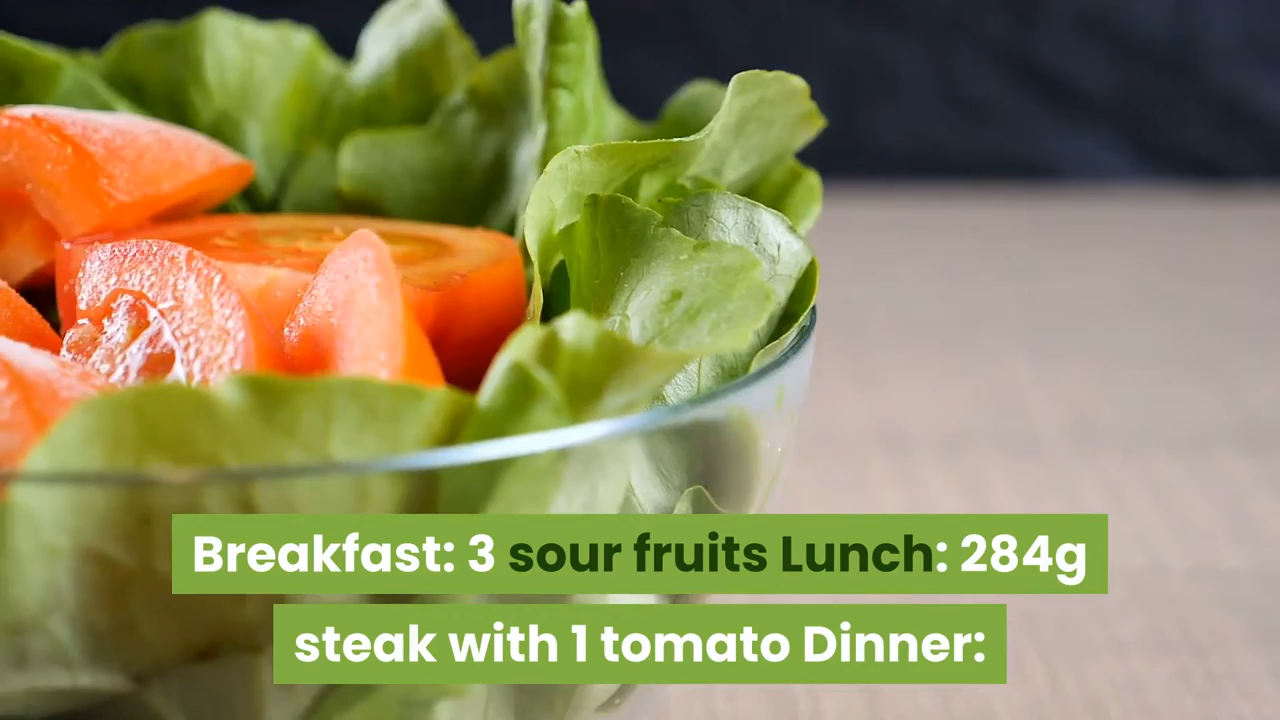 Breakfast: 3 sour fruits Lunch: 284g
steak with 1 tomato Dinner: